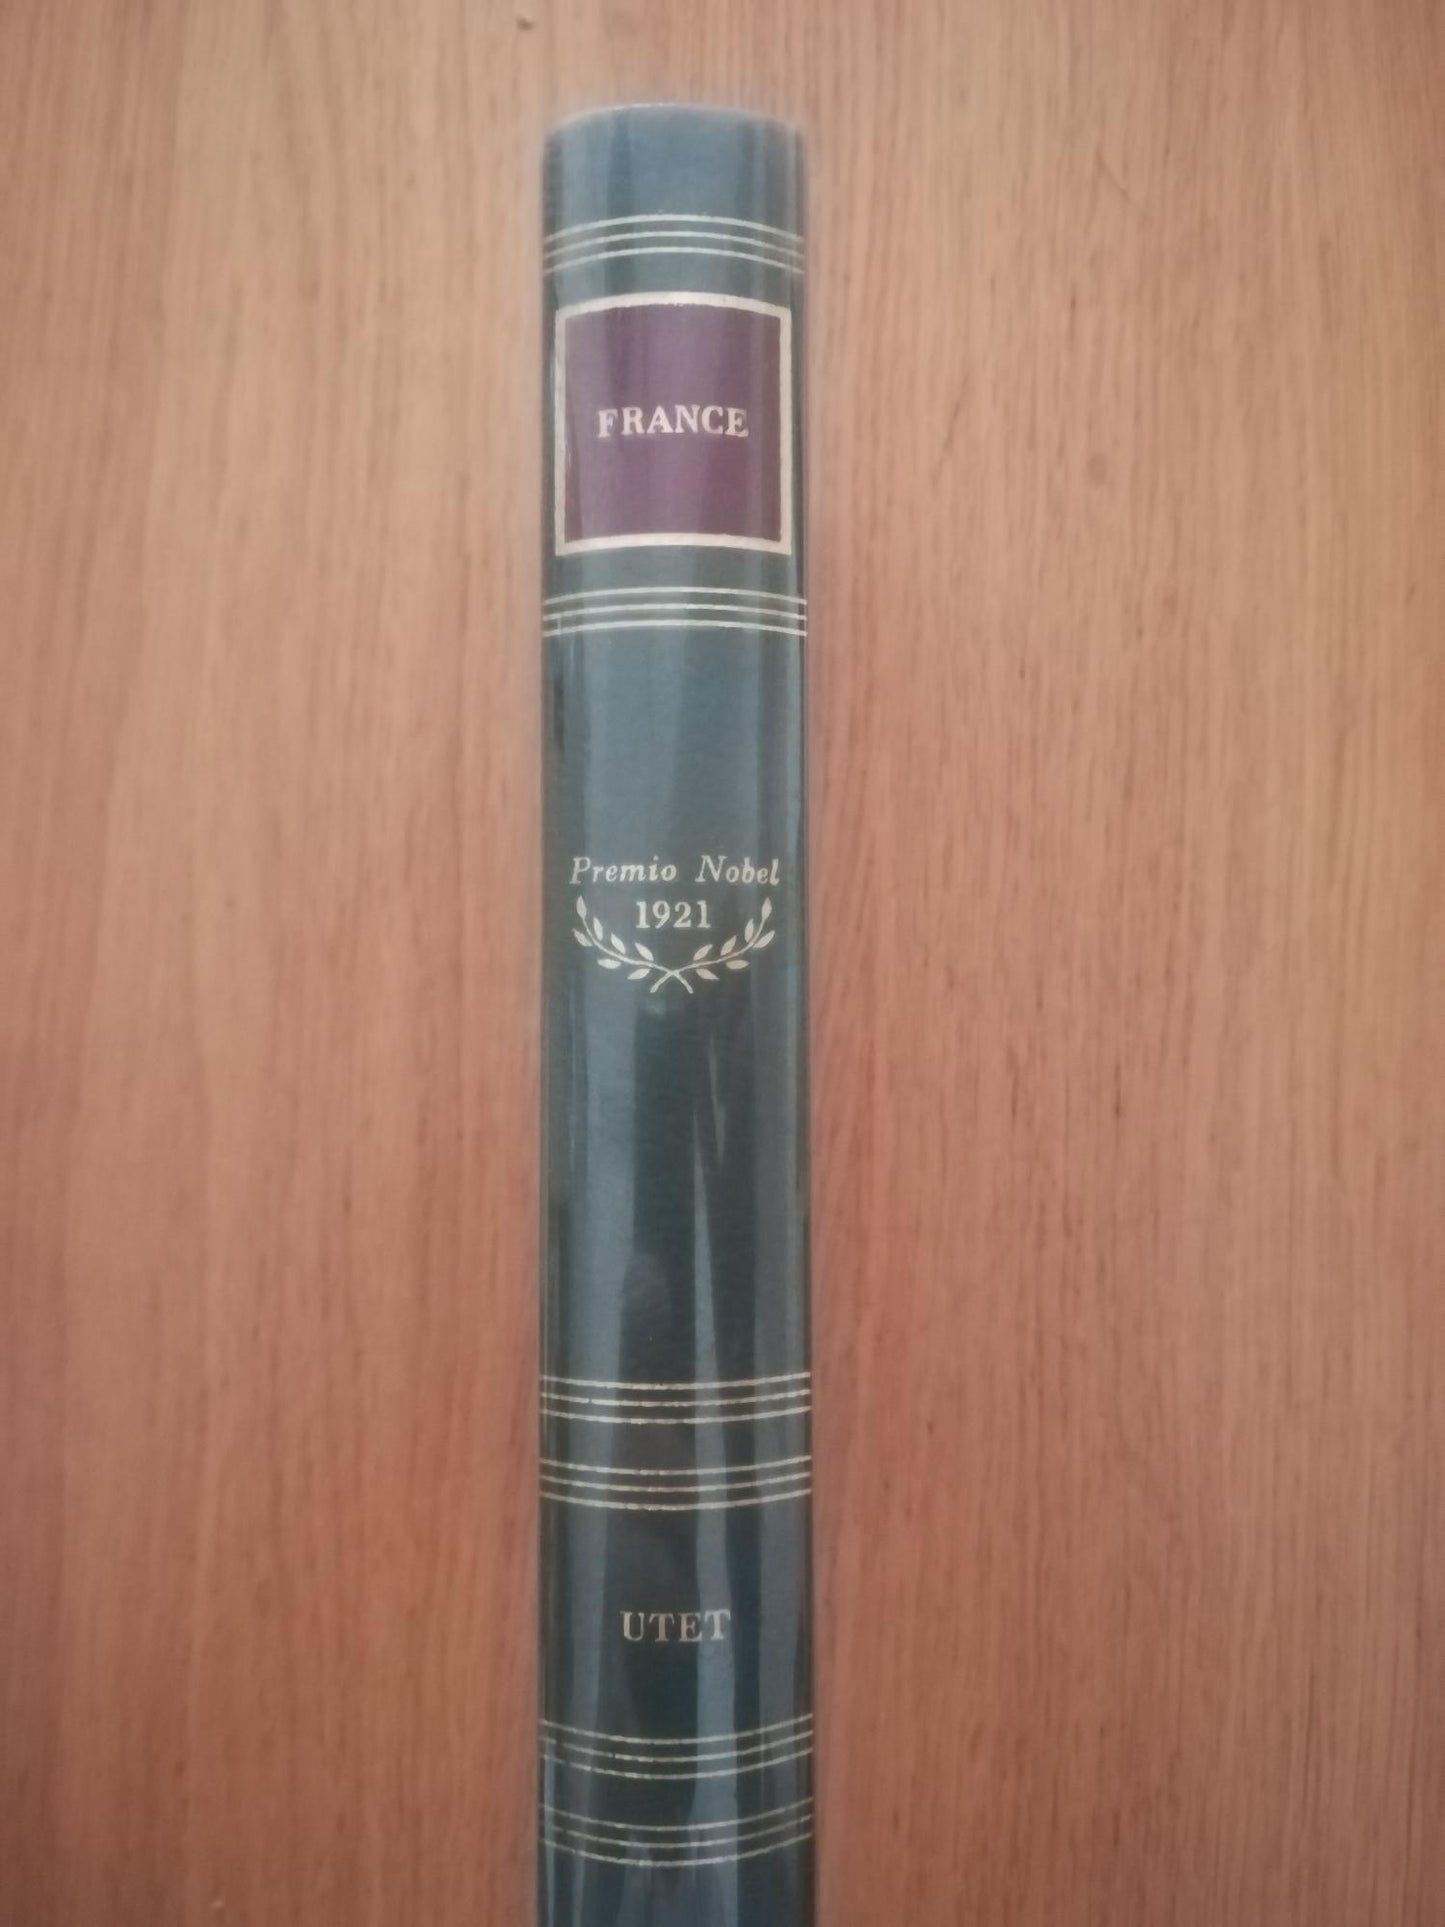 FRANCE
Premio Nobel
1921
UTET